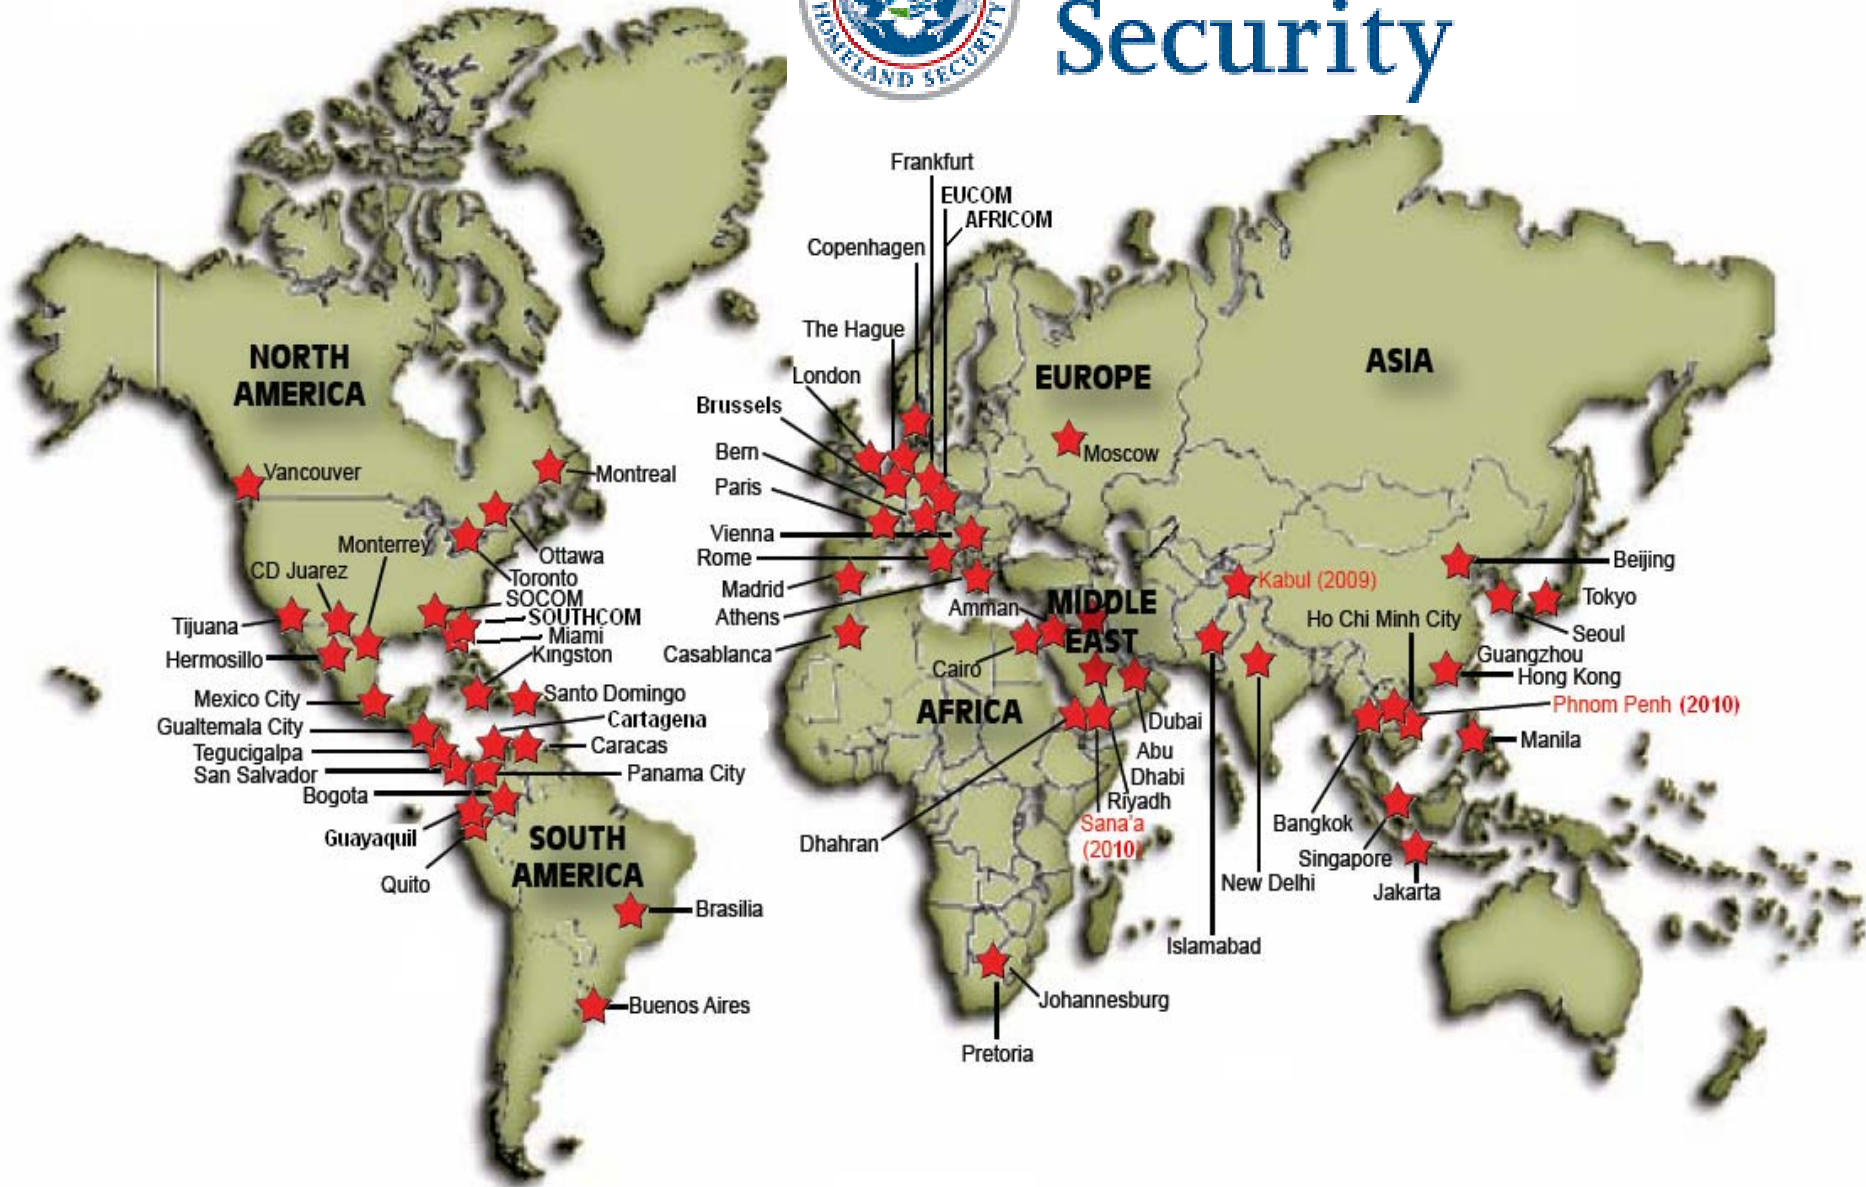 HOMELAND SECURITY
Security
Frankfurt
EUCOM
AFRICOM
Copenhagen
The Hague
London
Brussels
Bern
Paris
Vienna
Rome
Madrid
Athens
Casablanca
NORTH
AMERICA
Vancouver
Montreal
Monterrey
Ottawa
CD Juarez
Toronto
SOCOM
SOUTHCOM
Tijuana
Miami
Hermosillo
Kingston
Mexico City
Santo Domingo
Gualtemala City
Cartagena
Tegucigalpa
Caracas
San Salvador
Panama City
Bogota
Guayaquil
Quito
SOUTH
AMERICA
Brasilia
Buenos Aires
EUROPE
Moscow
ASIA
Amman
MIDDLE
EAST
Cairo
AFRICA
Dubai
Abu
Dhabi
Riyadh
Sana'a
(2010)
Dhahran
Johannesburg
Pretoria
Kabul (2009)
Beijing
Tokyo
Ho Chi Minh City
Seoul
Guangzhou
Hong Kong
Phnom Penh (2010)
Manila
Bangkok
Singapore
Jakarta
New Delhi
Islamabad